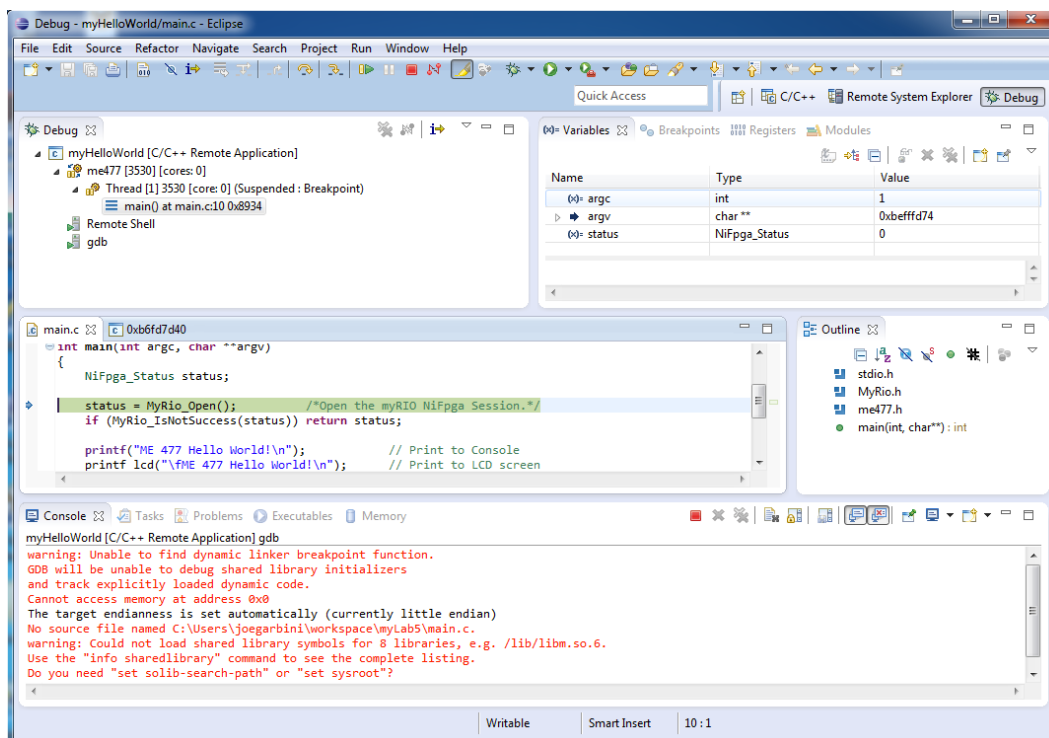 Debug - myHelloWorld/main.c - Eclipse
File Edit Source Refactor Navigate Search Project Run Window Help
Quick Access
C/C++ Remote System Explorer Debug
Debug
myHelloWorld [C/C++ Remote Application]
me477 [3530] [cores: 0]
Thread [1] 3530 [core: 0] (Suspended : Breakpoint)
main() at main.c:10 0x8934
Remote Shell
gdb
(x)= Variables Breakpoints Registers Modules
Name Type Value
(x)= argc int 1
argv char ** 0xbefffd74
(x)= status NiFpga_Status 0
main.c 0xb6fd7d40
int main(int argc, char **argv)
{
NiFpga_Status status;
status = MyRio_Open(); /*Open the myRIO NiFpga Session.*/
if (MyRio_IsNotSuccess(status)) return status;
printf("ME 477 Hello World!\n"); // Print to Console
printf_lcd("\fME 477 Hello World!\n"); // Print to LCD screen
Outline
stdio.h
MyRio.h
me477.h
main(int, char**) : int
Console Tasks Problems Executables Memory
myHelloWorld [C/C++ Remote Application] gdb
warning: Unable to find dynamic linker breakpoint function.
GDB will be unable to debug shared library initializers
and track explicitly loaded dynamic code.
Cannot access memory at address 0x0
The target endianness is set automatically (currently little endian)
No source file named C:\Users\joegarbini\workspace\myLab5\main.c.
warning: Could not load shared library symbols for 8 libraries, e.g. /lib/libm.so.6.
Use the "info sharedlibrary" command to see the complete listing.
Do you need "set solib-search-path" or "set sysroot"?
Writable Smart Insert 10 : 1